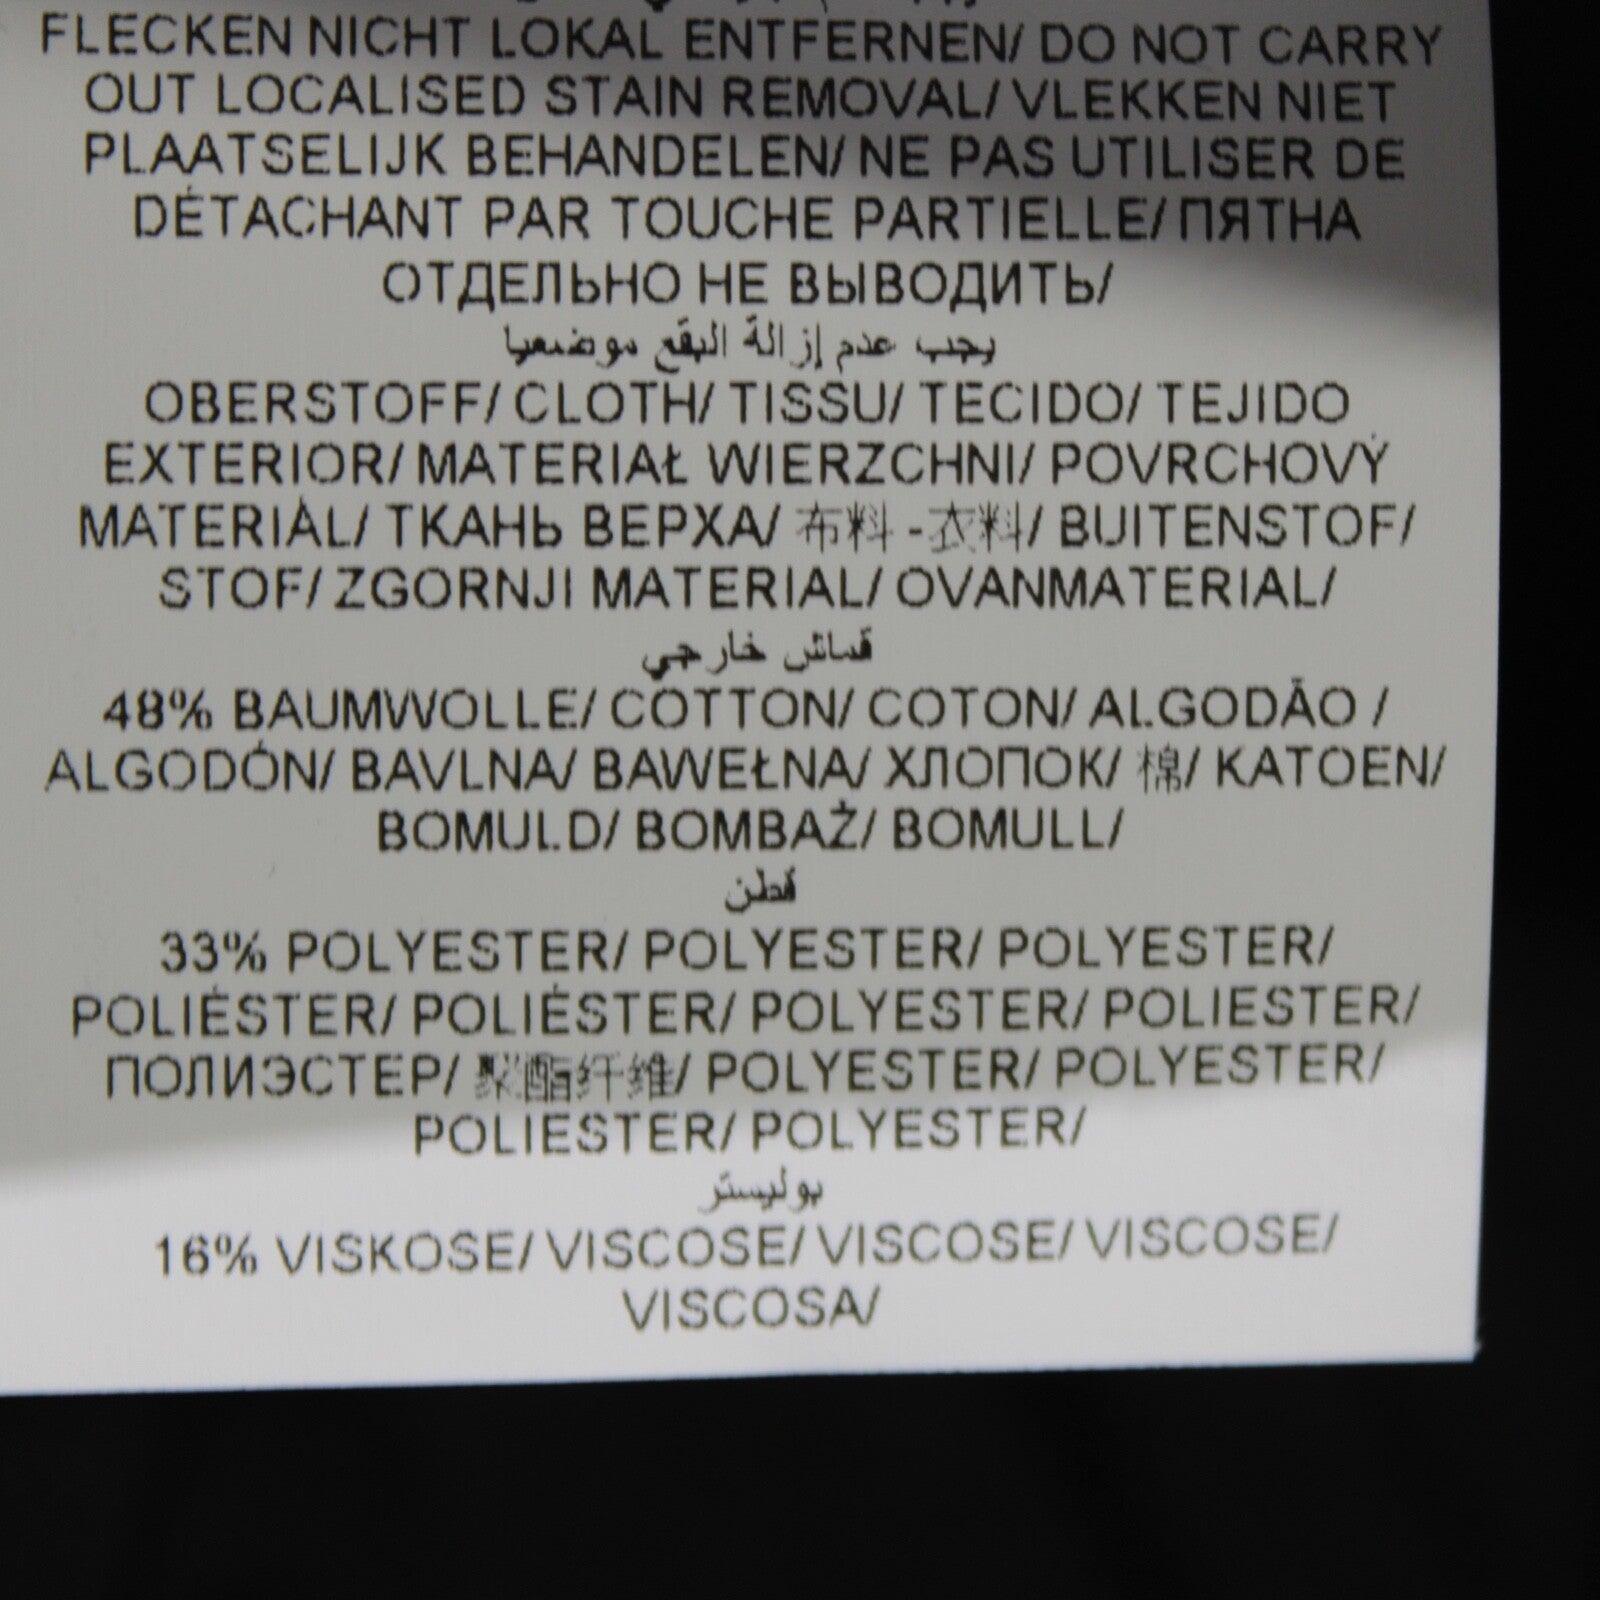 FLECKEN NICHT LOKAL ENTFERNEN/ DO NOT CARRY
OUT LOCALISED STAIN REMOVAL/ VLEKKEN NIET
PLAATSELIJK BEHANDELEN/ NE PAS UTILISER DE
DÉTACHANT PAR TOUCHE PARTIELLE/ ПЯТНА
ОТДЕЛЬНО НЕ ВЫВОДИТЬ/
يجب عدم إزالة البقع موضعيا
OBERSTOFF/ CLOTH/ TISSU/ TECIDO/ TEJIDO
EXTERIOR/ MATERIAŁ WIERZCHNI/ POVRCHOVÝ
MATERIÁL/ ТКАНЬ ВЕРХА/ 布料 -衣料/ BUITENSTOF/
STOF/ ZGORNJI MATERIAL/ OVANMATERIAL/
قماش خارجي
48% BAUMWOLLE/ COTTON/ COTON/ ALGODÃO /
ALGODÓN/ BAVLNA/ BAWEŁNA/ ХЛОПОК/ 棉/ KATOEN/
BOMULD/ BOMBAŽ/ BOMULL/
قطن
33% POLYESTER/ POLYESTER/ POLYESTER/
POLIÉSTER/ POLIÉSTER/ POLYESTER/ POLIESTER/
ПОЛИЭСТЕР/ 聚酯纤维/ POLYESTER/ POLYESTER/
POLIESTER/ POLYESTER/
بوليستر
16% VISKOSE/ VISCOSE/ VISCOSE/ VISCOSE/
VISCOSA/